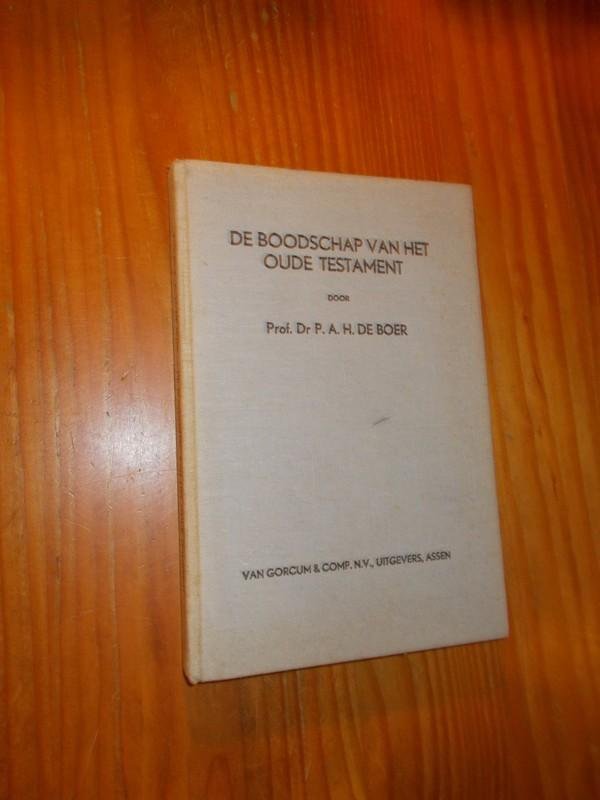 DE BOODSCHAP VAN HET
OUDE TESTAMENT
DOOR
Prof. Dr P. A. H. DE BOER
VAN GORCUM & COMP. N.V., UITGEVERS, ASSEN